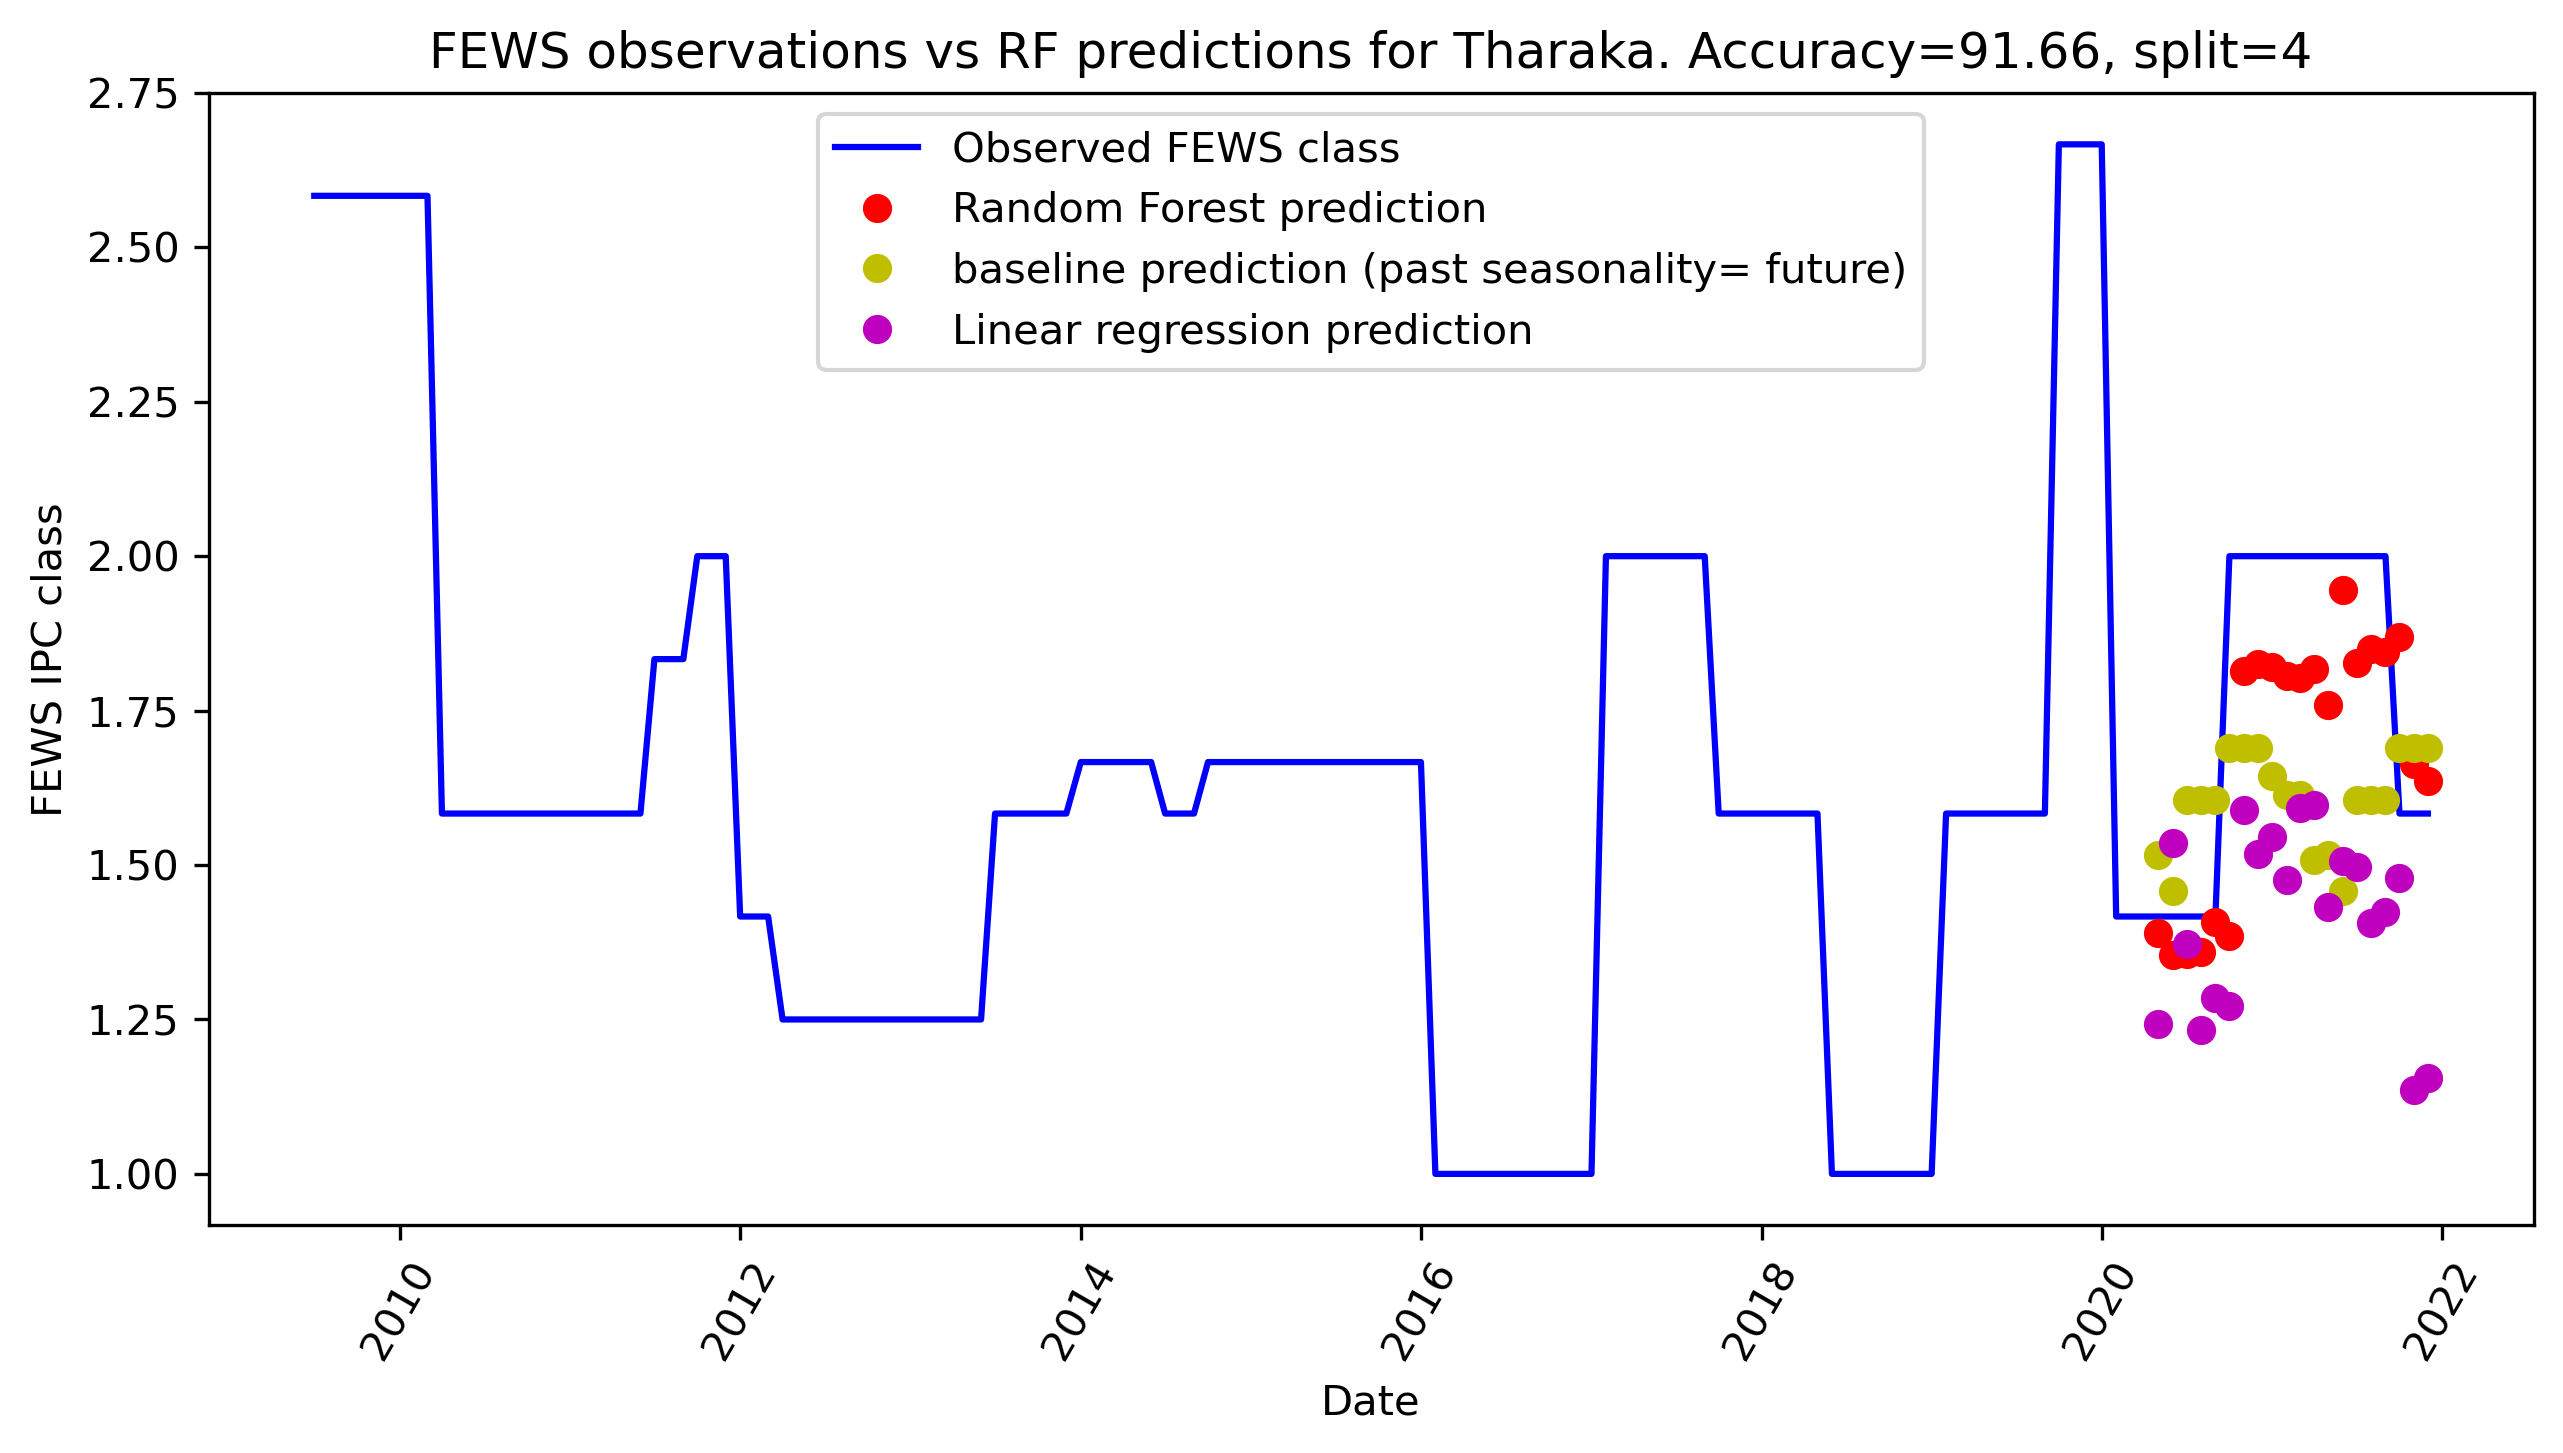 FEWS observations vs RF predictions for Tharaka. Accuracy=91.66, split=4
2.75
2.50
2.25
2.00
1.75
1.50
1.25
1.00
FEWS IPC class
Observed FEWS class
Random Forest prediction
baseline prediction (past seasonality= future)
Linear regression prediction
2010
2012
2014
2016
2018
2020
2022
Date